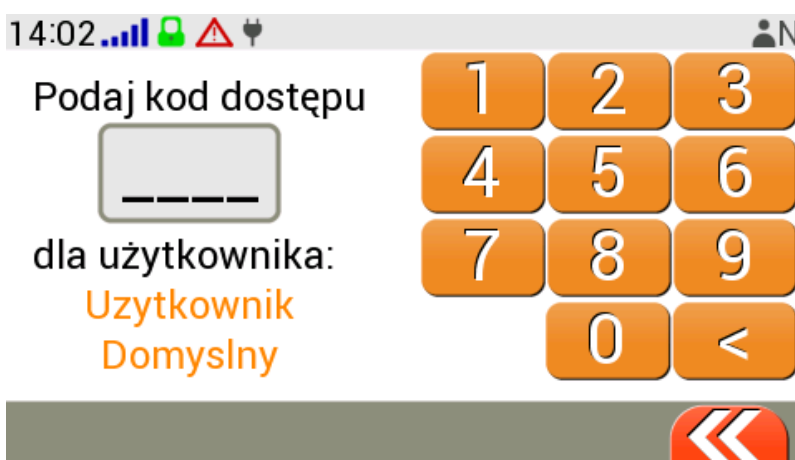 14:02 N
Podaj kod dostępu
_ _ _ _
dla użytkownika:
Uzytkownik
Domyslny
1 2 3
4 5 6
7 8 9
0 <